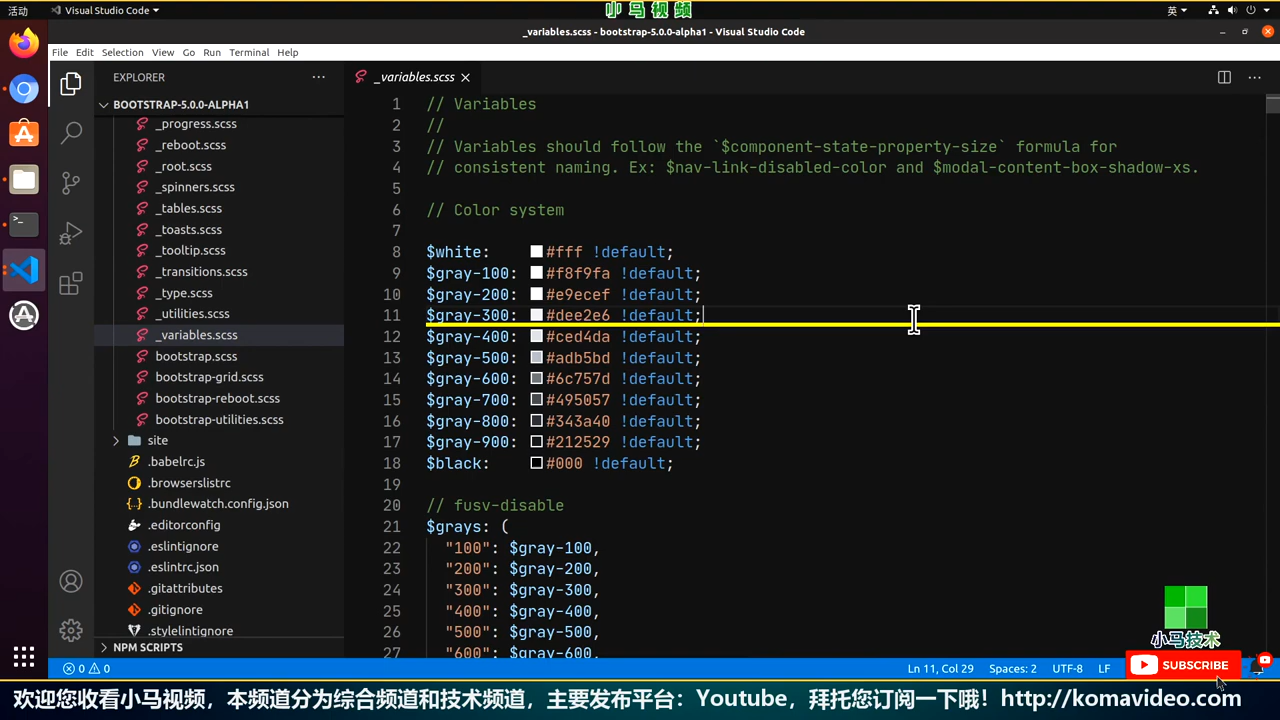 活动
Visual Studio Code
小马视频
英
_variables.scss - bootstrap-5.0.0-alpha1 - Visual Studio Code
File Edit Selection View Go Run Terminal Help
EXPLORER
_variables.scss
BOOTSTRAP-5.0.0-ALPHA1
_progress.scss
_reboot.scss
_root.scss
_spinners.scss
_tables.scss
_toasts.scss
_tooltip.scss
_transitions.scss
_type.scss
_utilities.scss
_variables.scss
bootstrap.scss
bootstrap-grid.scss
bootstrap-reboot.scss
bootstrap-utilities.scss
site
.babelrc.js
.browserslistrc
.bundlewatch.config.json
.editorconfig
.eslintignore
.eslintrc.json
.gitattributes
.gitignore
.stylelintignore
NPM SCRIPTS
1 // Variables
2 //
3 // Variables should follow the `$component-state-property-size` formula for
4 // consistent naming. Ex: $nav-link-disabled-color and $modal-content-box-shadow-xs.
5
6 // Color system
7
8 $white: #fff !default;
9 $gray-100: #f8f9fa !default;
10 $gray-200: #e9ecef !default;
11 $gray-300: #dee2e6 !default;
12 $gray-400: #ced4da !default;
13 $gray-500: #adb5bd !default;
14 $gray-600: #6c757d !default;
15 $gray-700: #495057 !default;
16 $gray-800: #343a40 !default;
17 $gray-900: #212529 !default;
18 $black: #000 !default;
19
20 // fusv-disable
21 $grays: (
22 "100": $gray-100,
23 "200": $gray-200,
24 "300": $gray-300,
25 "400": $gray-400,
26 "500": $gray-500,
27 "600": $gray-600,
小马技术
SUBSCRIBE
0 0
Ln 11, Col 29 Spaces: 2 UTF-8 LF
欢迎您收看小马视频，本频道分为综合频道和技术频道，主要发布平台：Youtube，拜托您订阅一下哦！http://komavideo.com